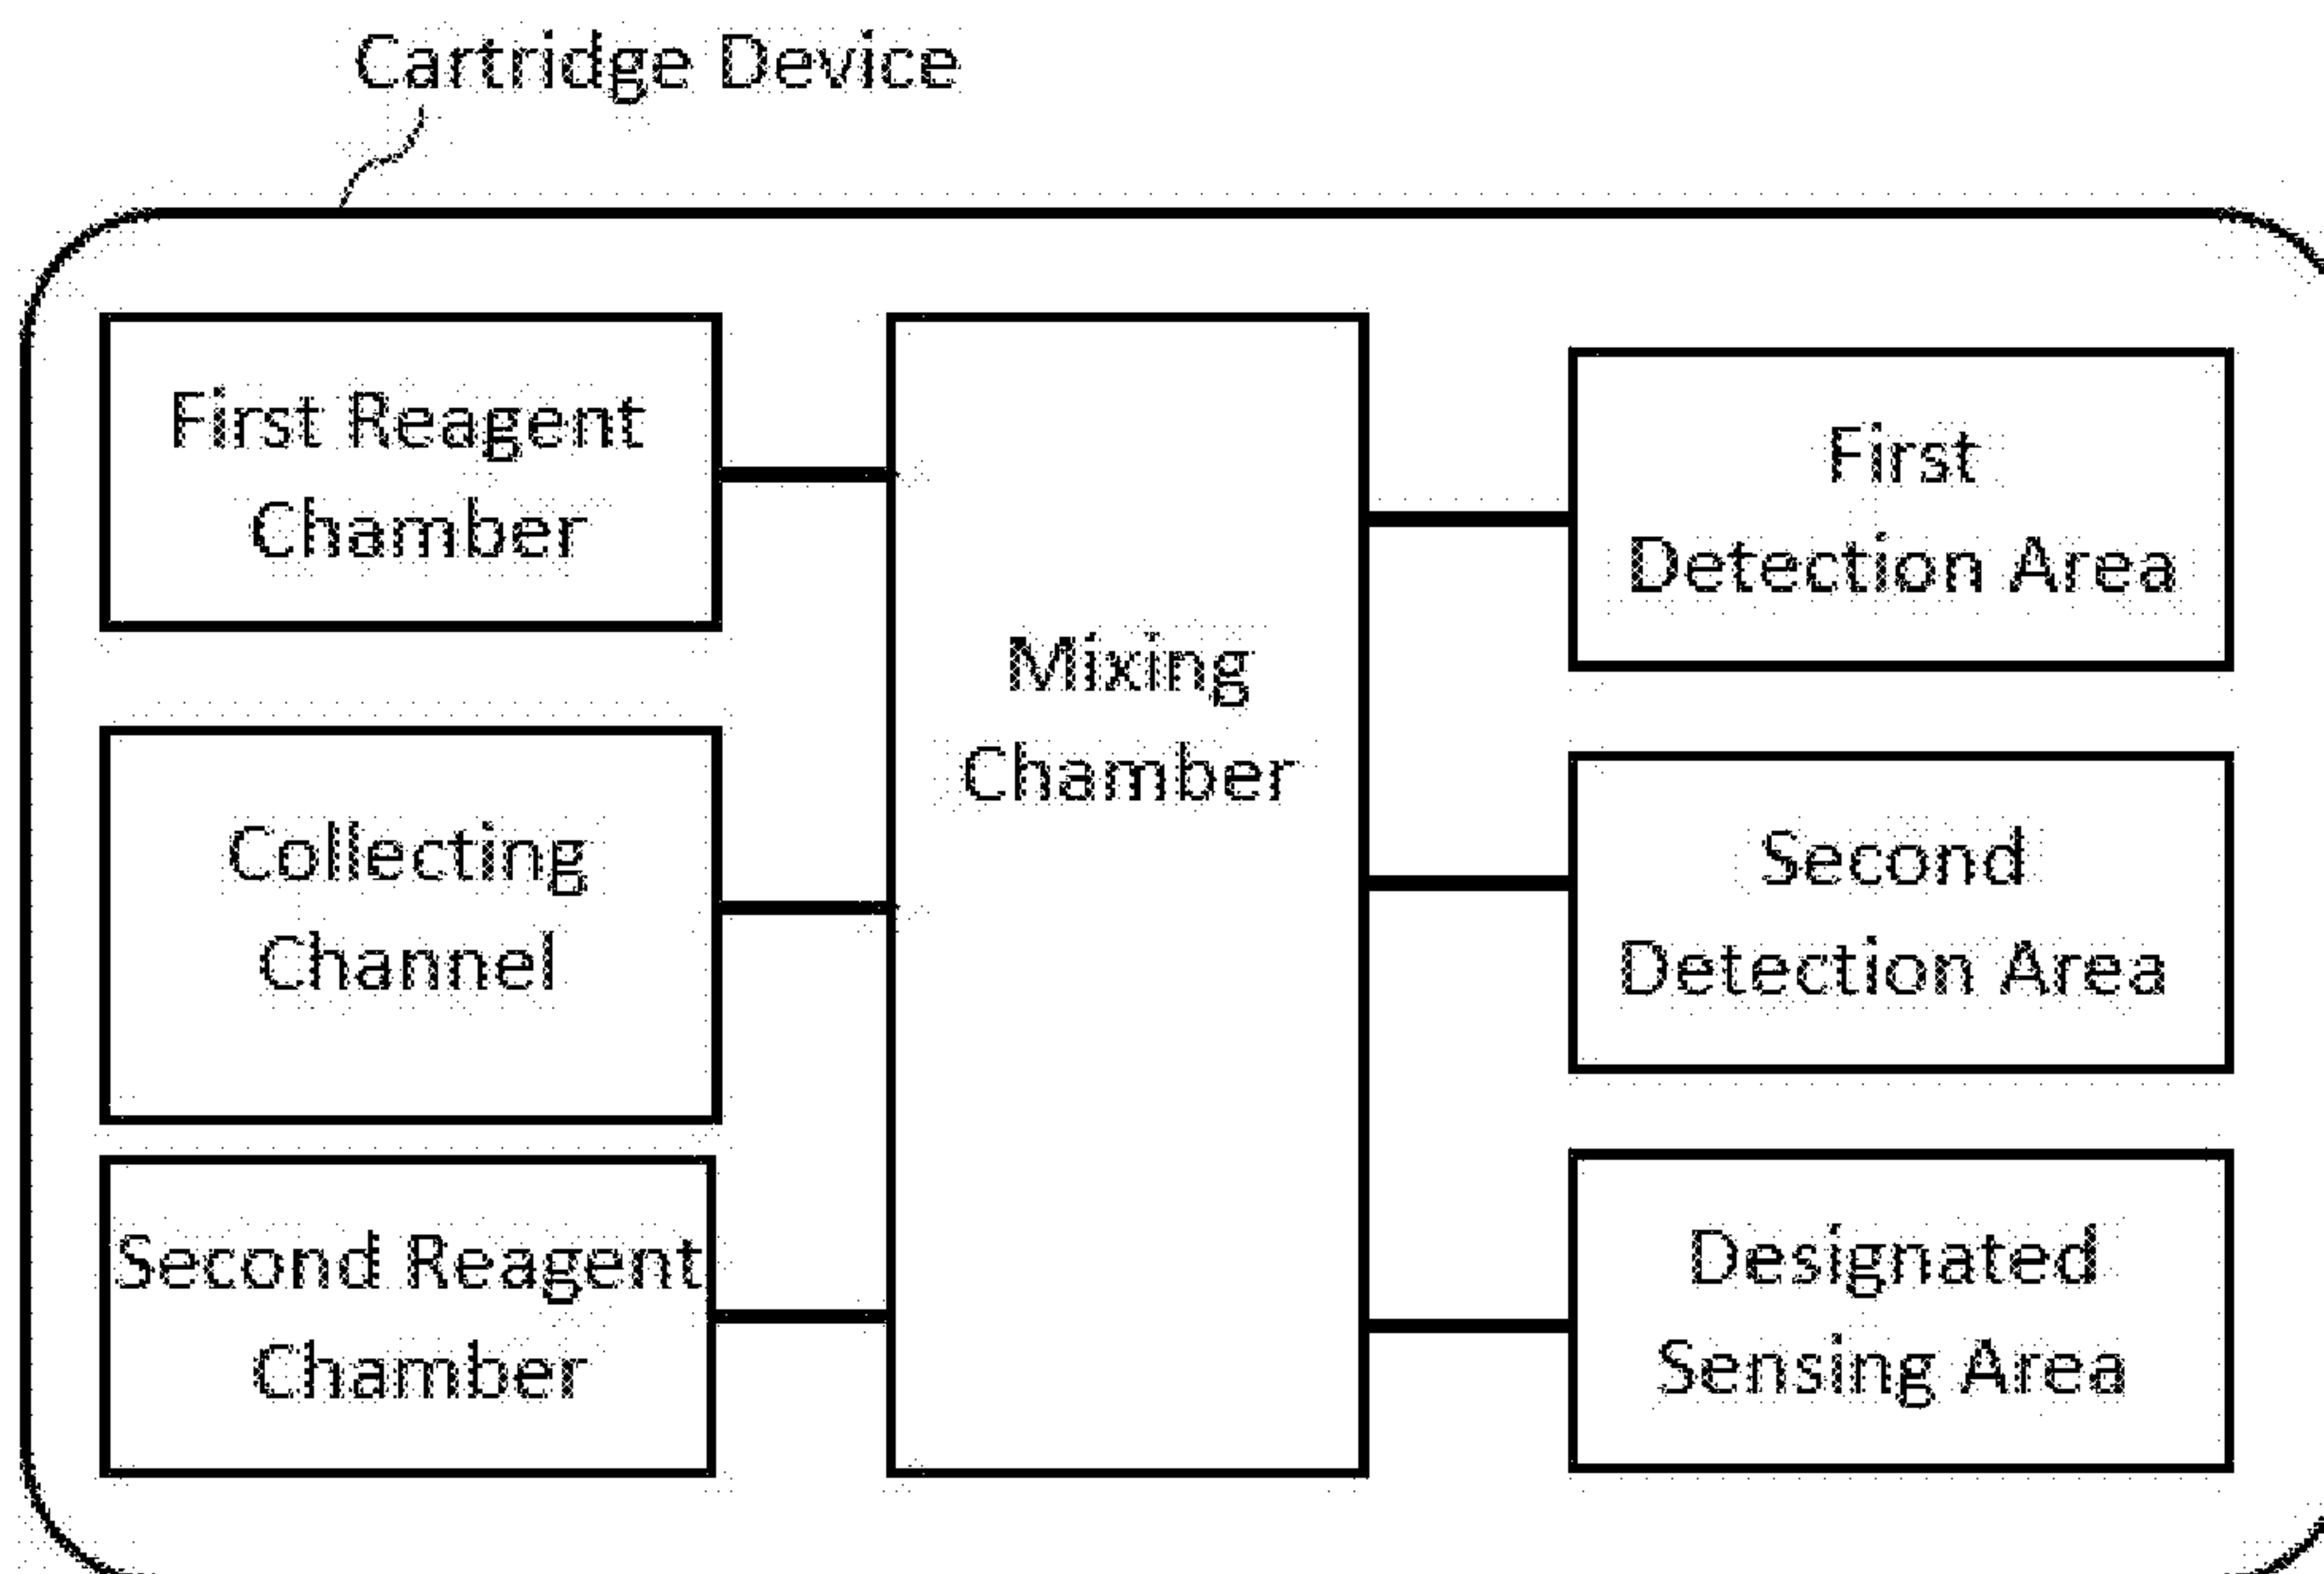 Cartridge Device
First Reagent
Chamber
Collecting
Channel
Second Reagent
Chamber
Mixing
Chamber
First
Detection Area
Second
Detection Area
Designated
Sensing Area